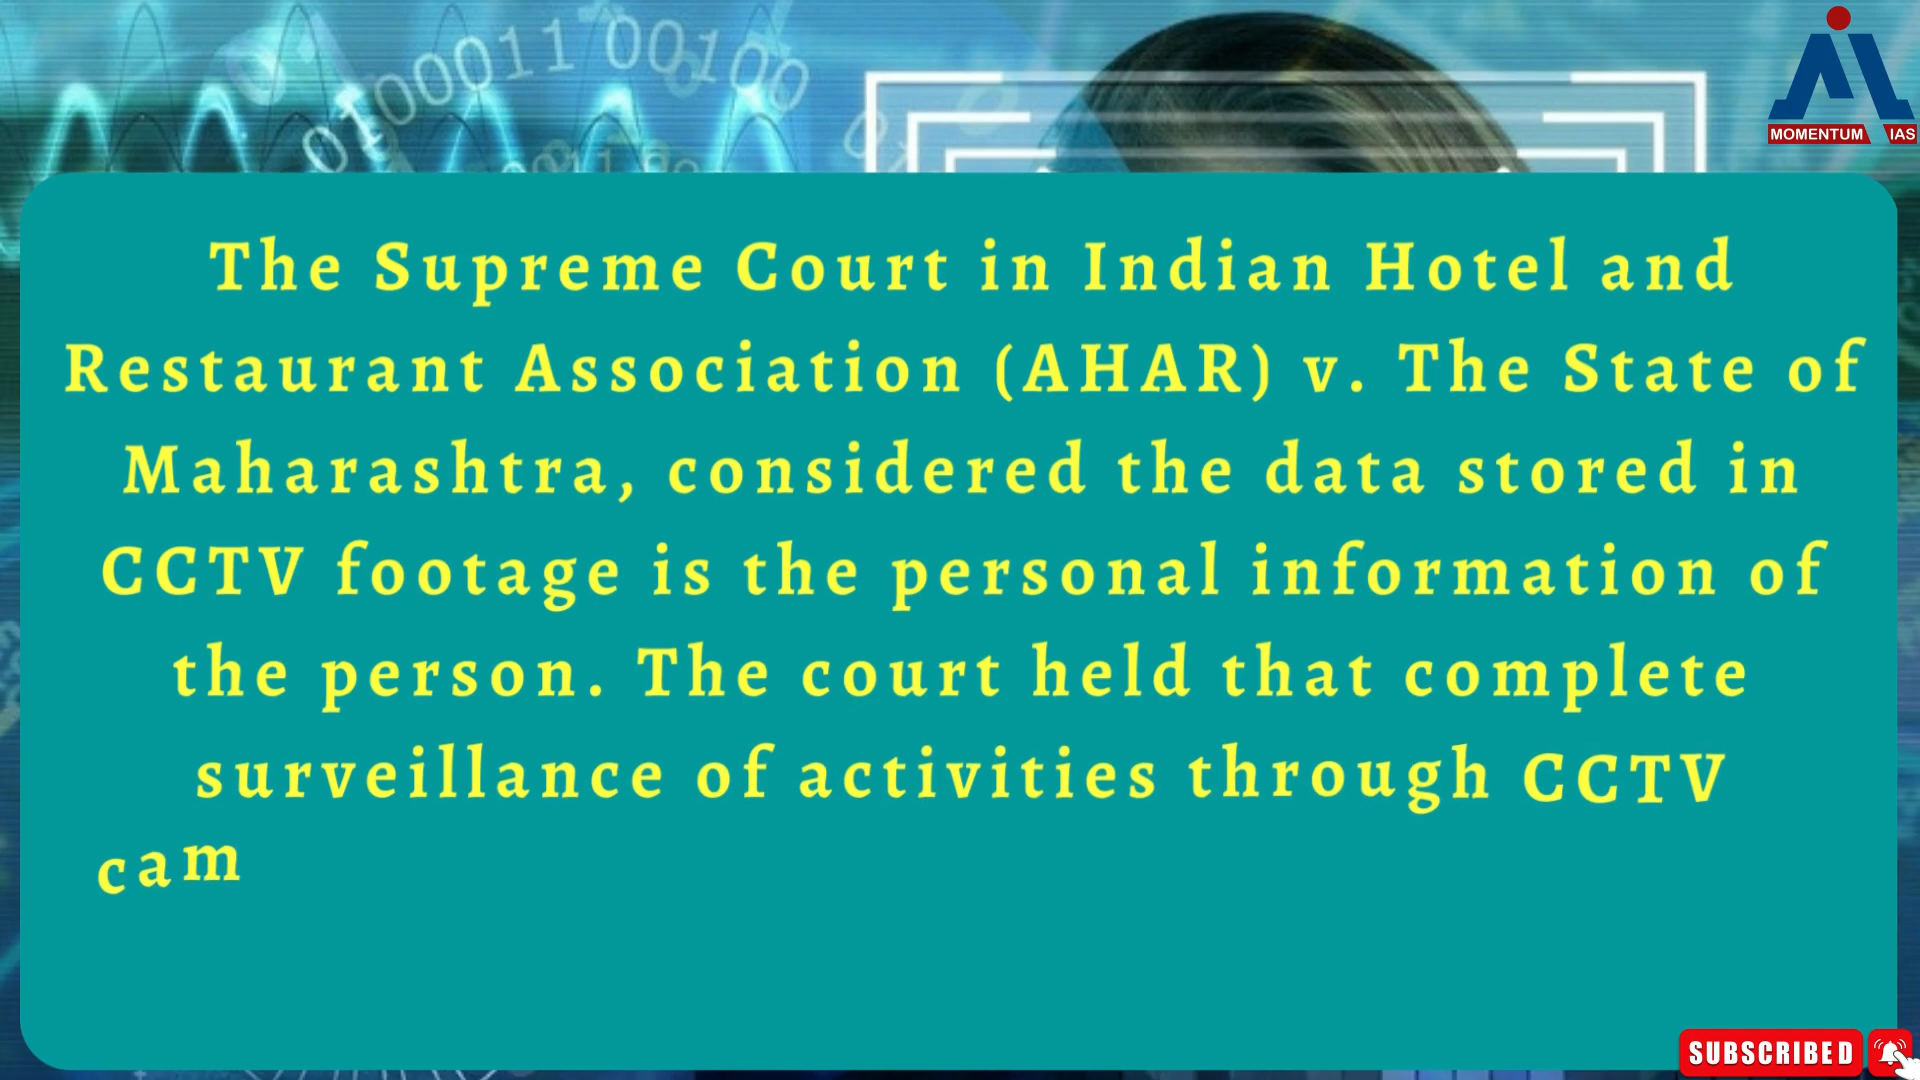 0100011 00100
MOMENTUM IAS
The Supreme Court in Indian Hotel and
Restaurant Association (AHAR) v. The State of
Maharashtra, considered the data stored in
CCTV footage is the personal information of
the person. The court held that complete
surveillance of activities through CCTV
cam
SUBSCRIBED